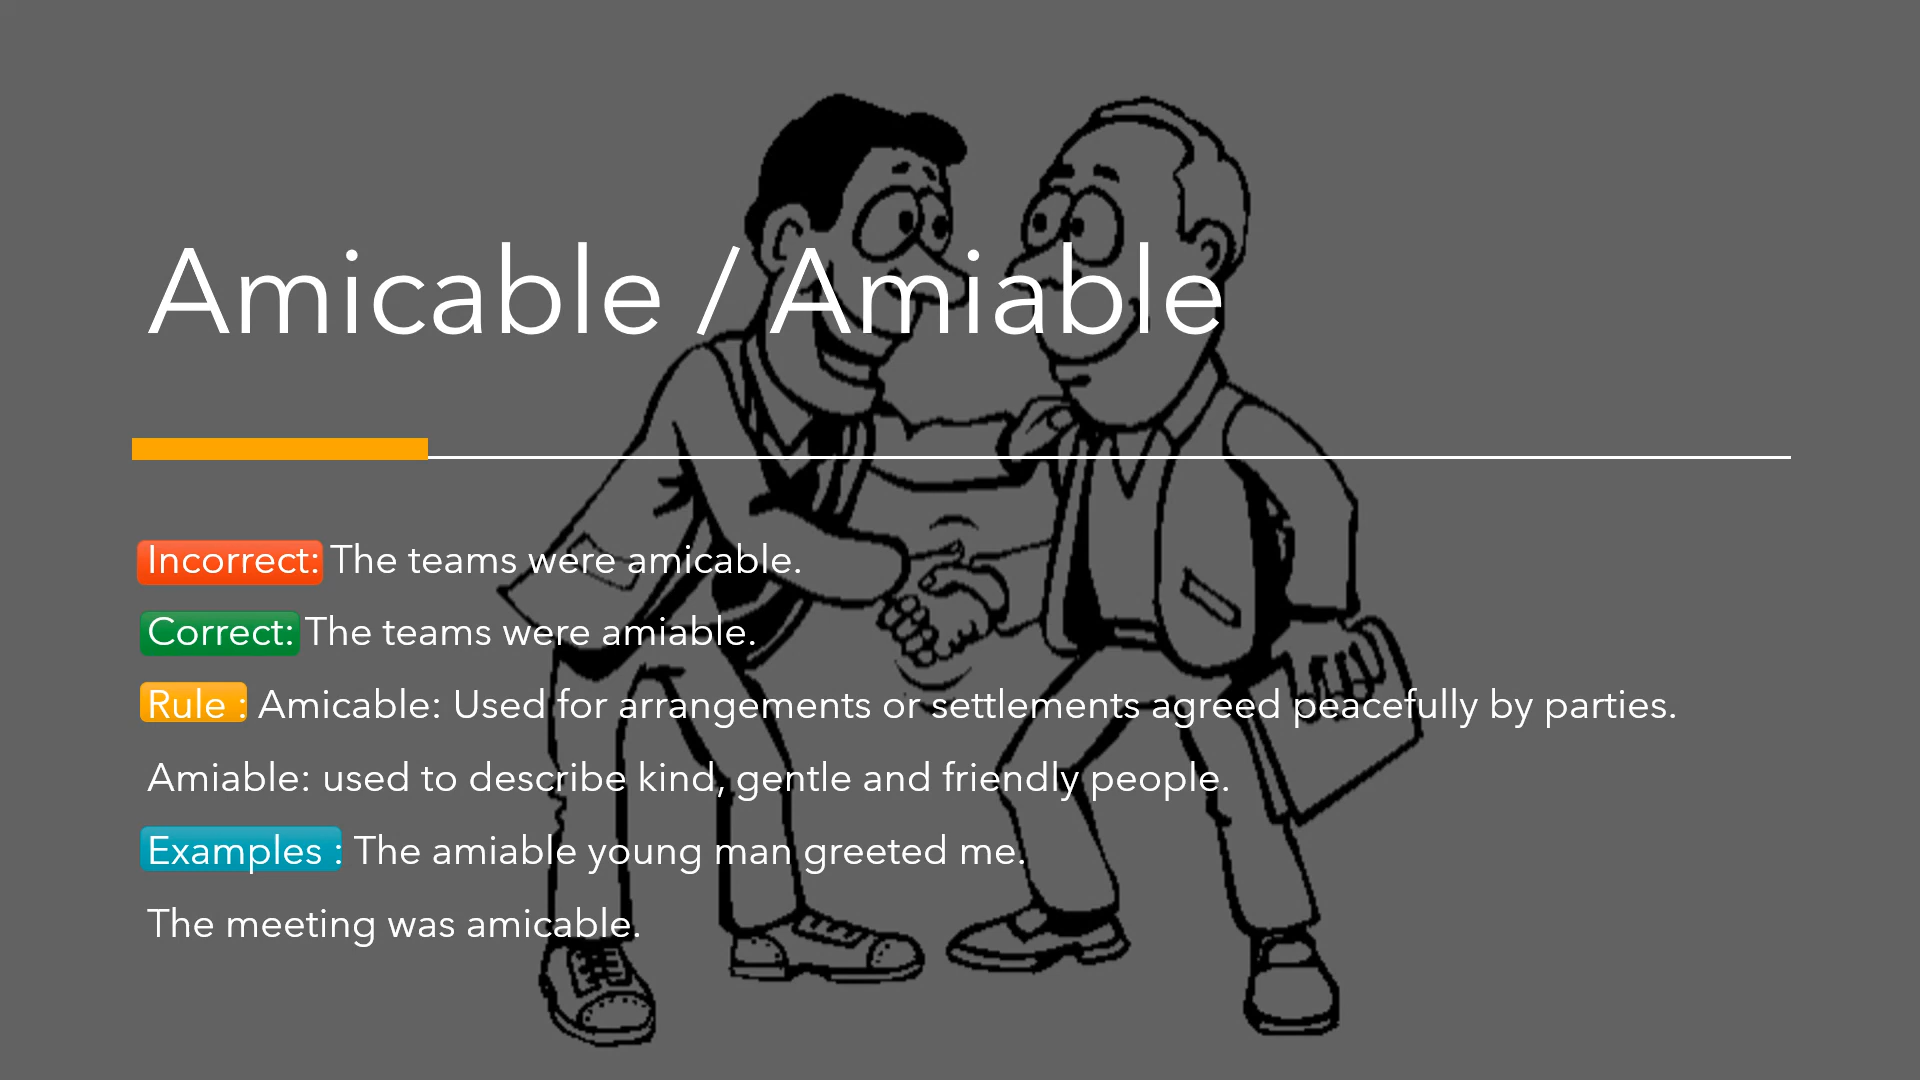 Amicable / Amiable
Incorrect: The teams were amicable.
Correct: The teams were amiable.
Rule : Amicable: Used for arrangements or settlements agreed peacefully by parties.
Amiable: used to describe kind, gentle and friendly people.
Examples : The amiable young man greeted me.
The meeting was amicable.